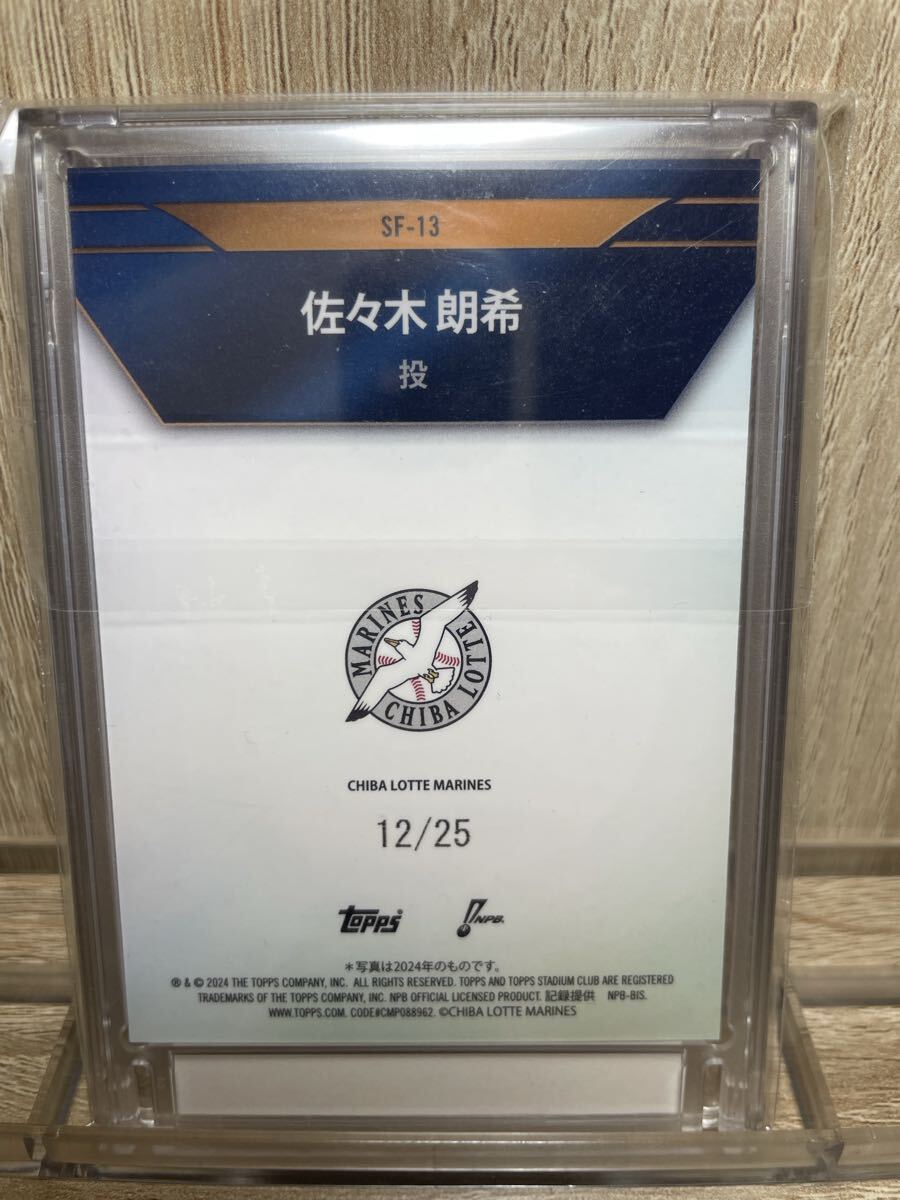 SF-13
佐々木 朗希
投
MARINES
CHIBA LOTTE
CHIBA LOTTE MARINES
12/25
topps NPB.
＊写真は2024年のものです。
® & © 2024 THE TOPPS COMPANY, INC. ALL RIGHTS RESERVED. TOPPS AND TOPPS STADIUM CLUB ARE REGISTERED
TRADEMARKS OF THE TOPPS COMPANY, INC. NPB OFFICIAL LICENSED PRODUCT. 記録提供 NPB-BIS.
WWW.TOPPS.COM. CODE#CMP088962. ©CHIBA LOTTE MARINES